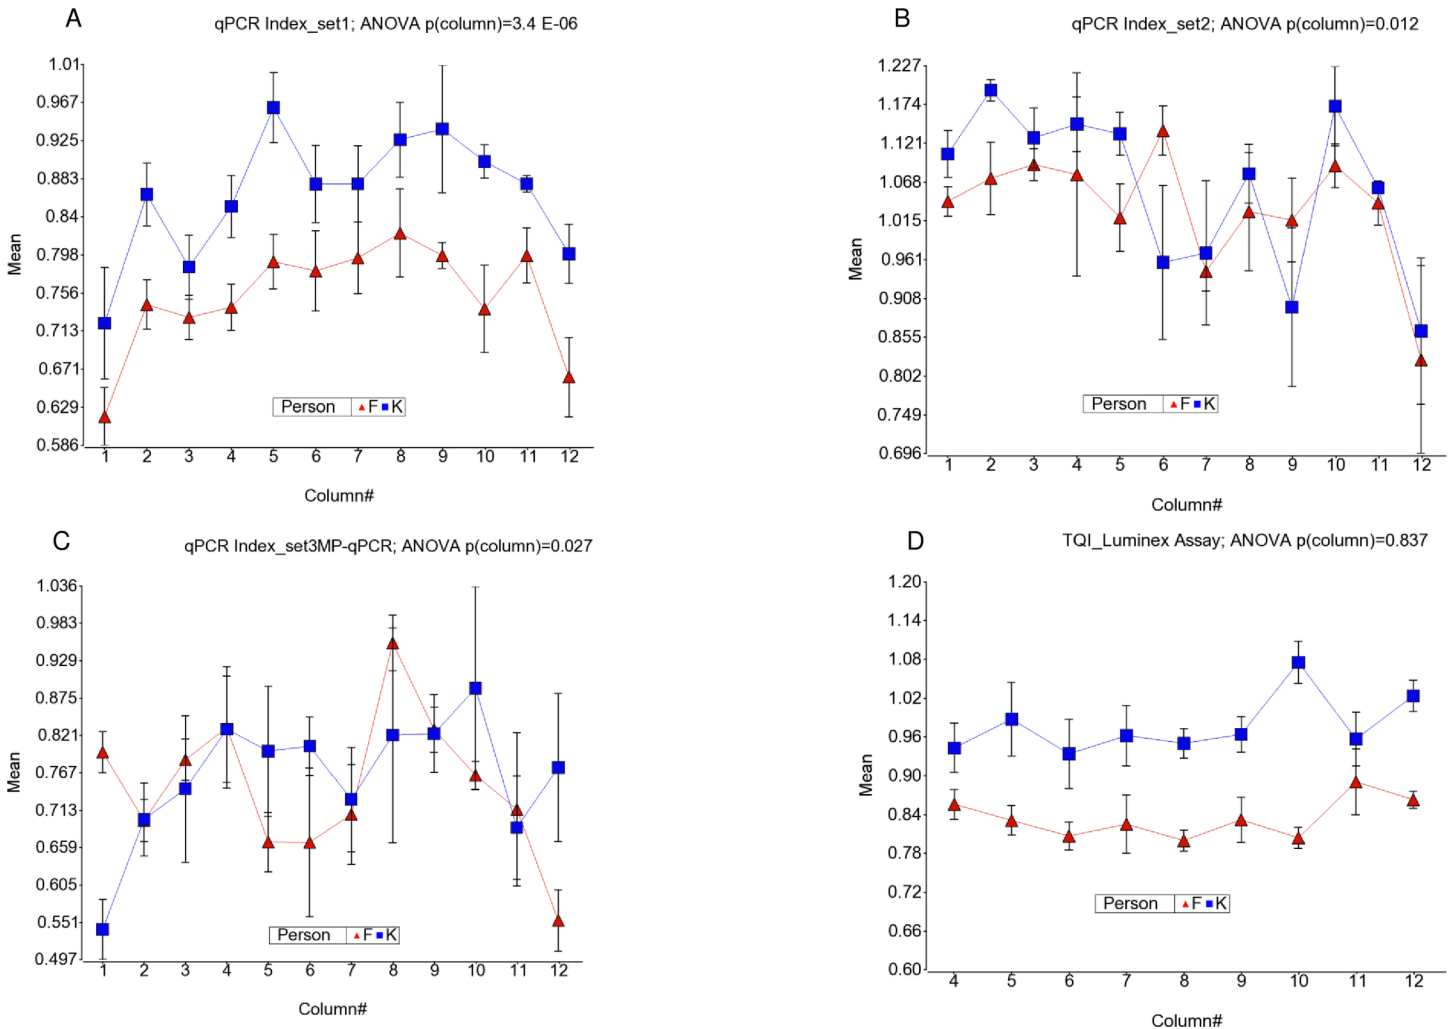 A
qPCR Index_set1; ANOVA p(column)=3.4 E-06
1.01
0.967
0.925
0.883
0.84
0.798
0.756
0.713
0.671
0.629
0.586
Mean
Person F K
1 2 3 4 5 6 7 8 9 10 11 12
Column#
B
qPCR Index_set2; ANOVA p(column)=0.012
1.227
1.174
1.121
1.068
1.015
0.961
0.908
0.855
0.802
0.749
0.696
Mean
Person F K
1 2 3 4 5 6 7 8 9 10 11 12
Column#
C
qPCR Index_set3MP-qPCR; ANOVA p(column)=0.027
1.036
0.983
0.929
0.875
0.821
0.767
0.713
0.659
0.605
0.551
0.497
Mean
Person F K
1 2 3 4 5 6 7 8 9 10 11 12
Column#
D
TQI_Luminex Assay; ANOVA p(column)=0.837
1.20
1.14
1.08
1.02
0.96
0.90
0.84
0.78
0.72
0.66
0.60
Mean
Person F K
4 5 6 7 8 9 10 11 12
Column#